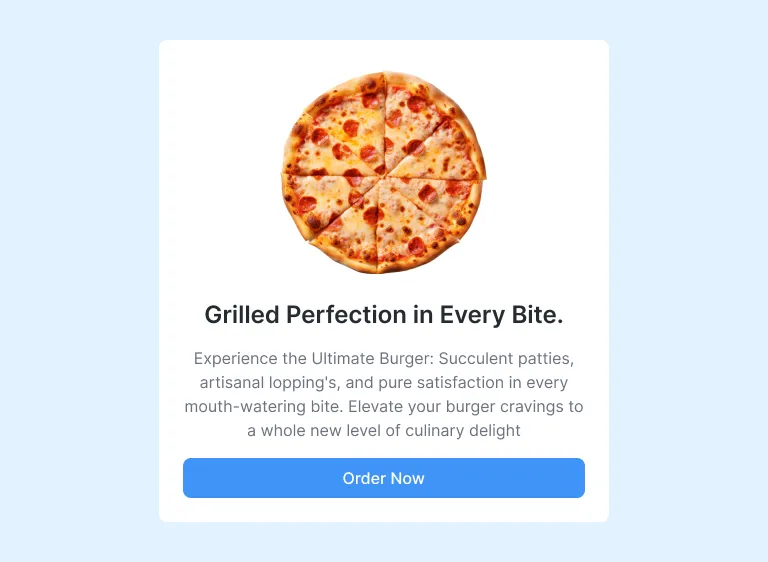 Grilled Perfection in Every Bite.
Experience the Ultimate Burger: Succulent patties,
artisanal lopping's, and pure satisfaction in every
mouth-watering bite. Elevate your burger cravings to
a whole new level of culinary delight
Order Now